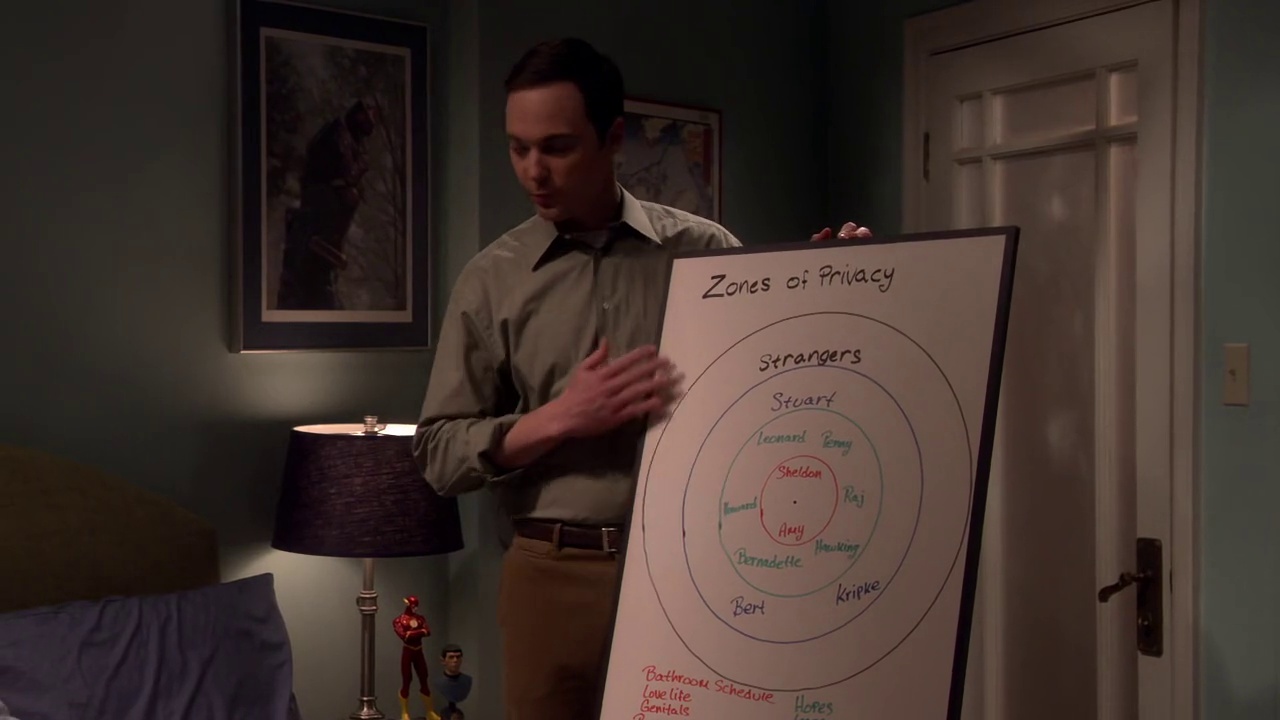 Zones of Privacy
Strangers
Stuart
Leonard Penny
Sheldon
Howard Raj
Amy
Hawking
Bernadette
Kripke
Bert
Bathroom Schedule
Love life
Genitals
Hopes